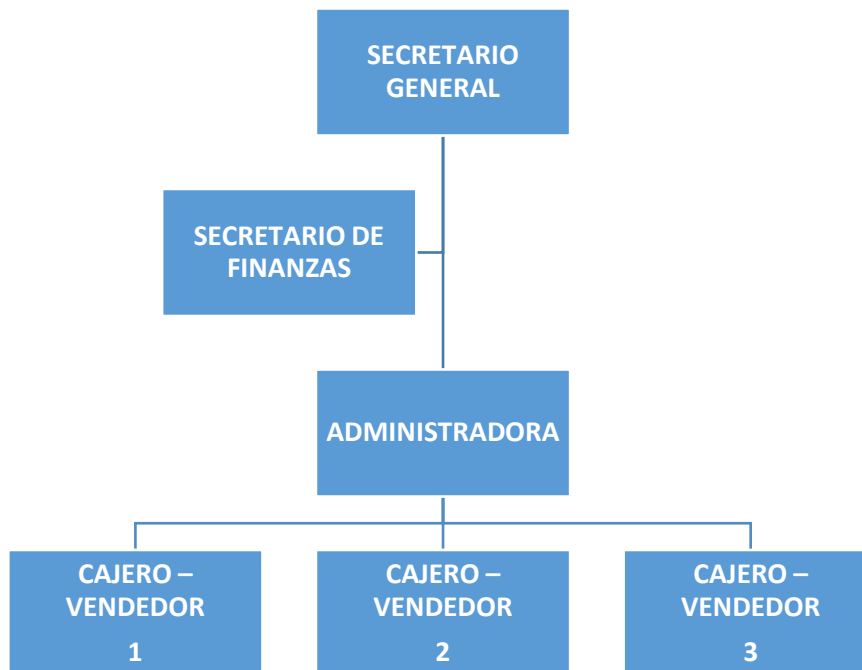 SECRETARIO
GENERAL
SECRETARIO DE
FINANZAS
ADMINISTRADORA
CAJERO –
VENDEDOR
1
CAJERO –
VENDEDOR
2
CAJERO –
VENDEDOR
3